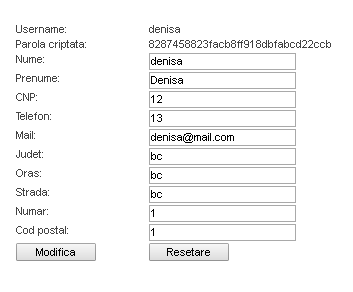 Username: denisa
Parola criptata: 8287458823facb8ff918dbfabcd22ccb
Nume: denisa
Prenume: Denisa
CNP: 12
Telefon: 13
Mail: denisa@mail.com
Judet: bc
Oras: bc
Strada: bc
Numar: 1
Cod postal: 1
Modifica Resetare